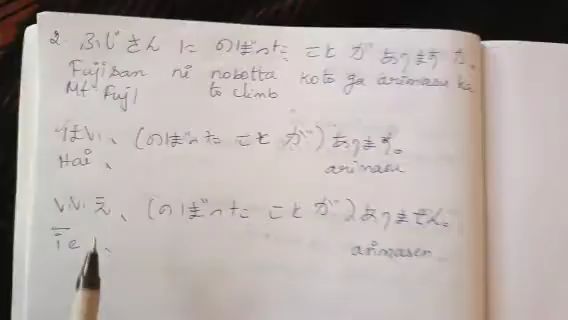 2. ふじさん に のぼった こと が あります か。
Fujisan ni nobotta koto ga arimasu ka
Mt. Fuji to climb
はい、(のぼった こと が) あります。
Hai、 arimasu
いいえ、(のぼった こと が) ありません。
Īe、 arimasen